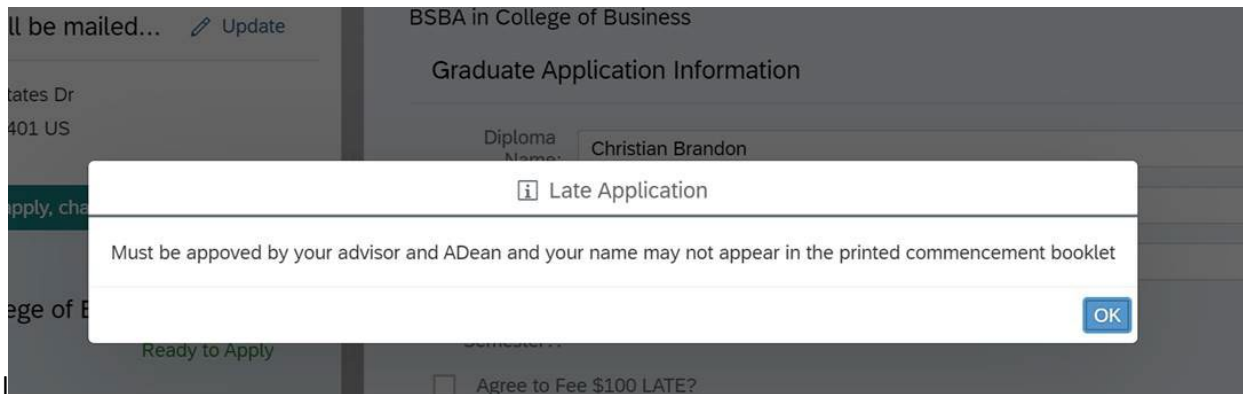 ll be mailed... Update
tates Dr
401 US
apply, cha
ege of B
Ready to Apply
BSBA in College of Business
Graduate Application Information
Diploma Name: Christian Brandon
Late Application
Must be appoved by your advisor and ADean and your name may not appear in the printed commencement booklet
OK
Agree to Fee $100 LATE?